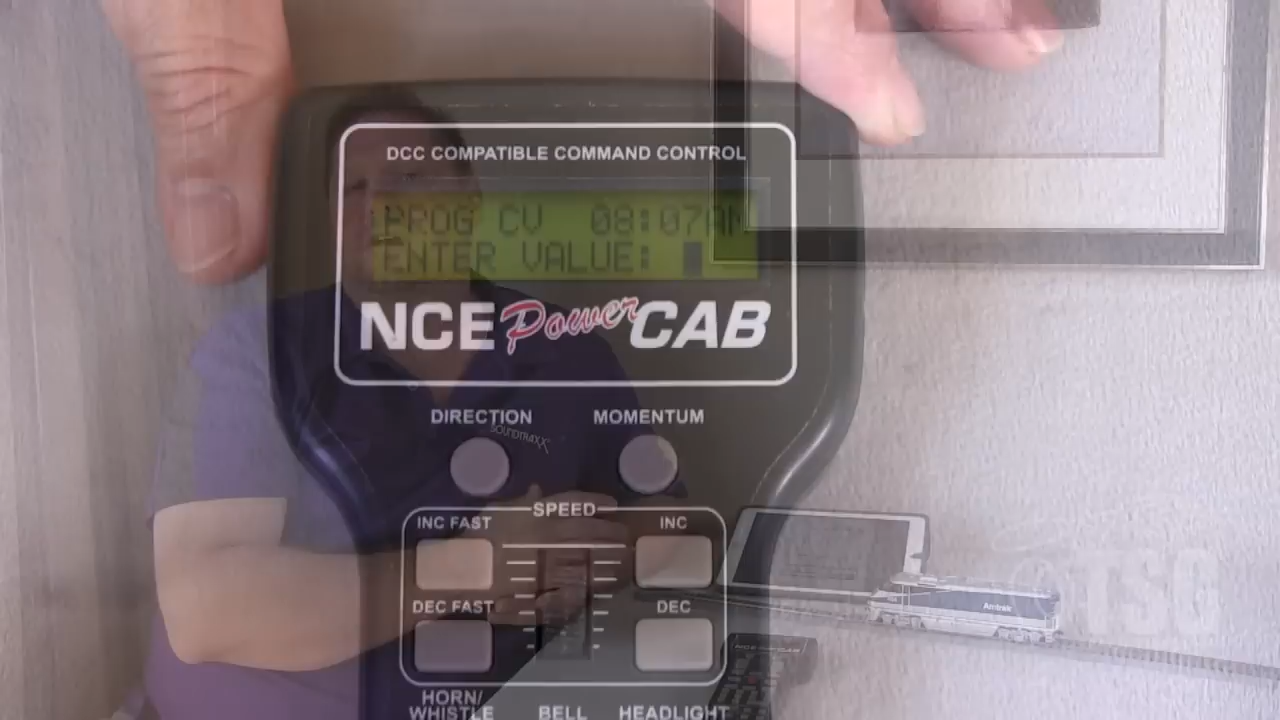 DCC COMPATIBLE COMMAND CONTROL
PROG CV 08:07AM
ENTER VALUE:
NCE Power CAB
DIRECTION MOMENTUM
SOUNDTRAXX
SPEED
INC FAST INC
DEC FAST DEC
Amtrak
TSG
HORN/
WHISTLE BELL HEADLIGHT